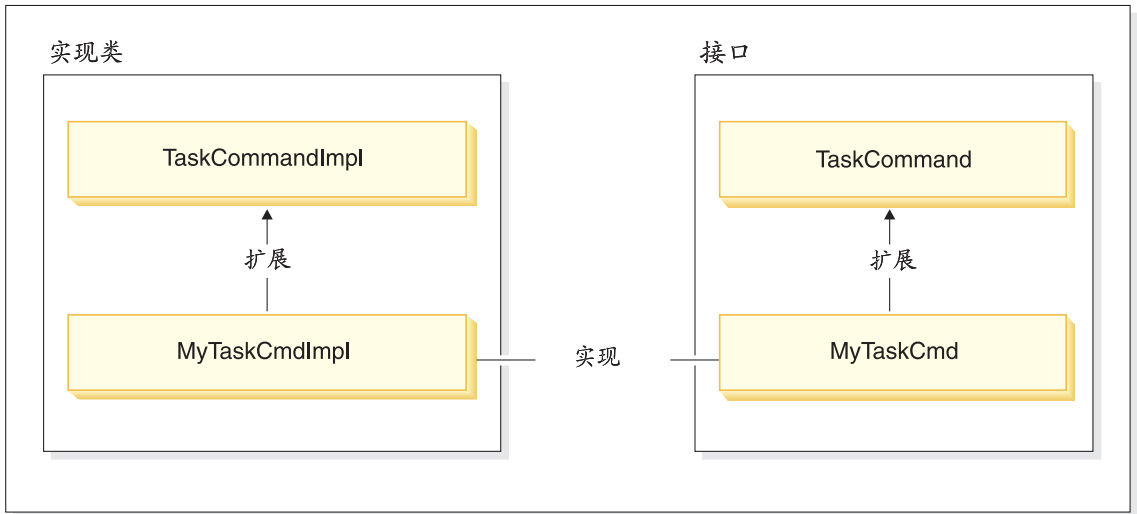 实现类
接口
TaskCommandImpl
TaskCommand
扩展
扩展
MyTaskCmdImpl
实现
MyTaskCmd